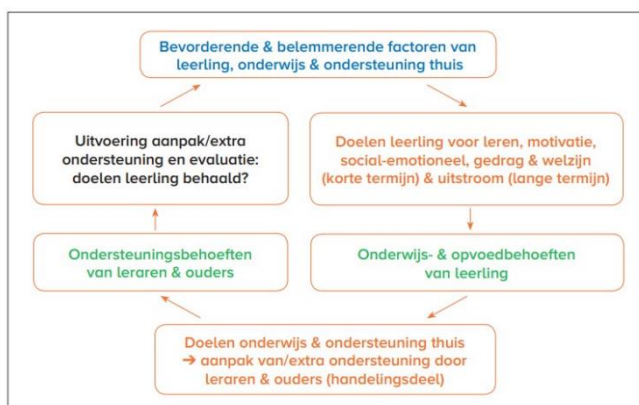 Bevorderende & belemmerende factoren van
leerling, onderwijs & ondersteuning thuis
Uitvoering aanpak/extra
ondersteuning en evaluatie:
doelen leerling behaald?
Doelen leerling voor leren, motivatie,
social-emotioneel, gedrag & welzijn
(korte termijn) & uitstroom (lange termijn)
Ondersteuningsbehoeften
van leraren & ouders
Onderwijs- & opvoedbehoeften
van leerling
Doelen onderwijs & ondersteuning thuis
➔ aanpak van/extra ondersteuning door
leraren & ouders (handelingsdeel)